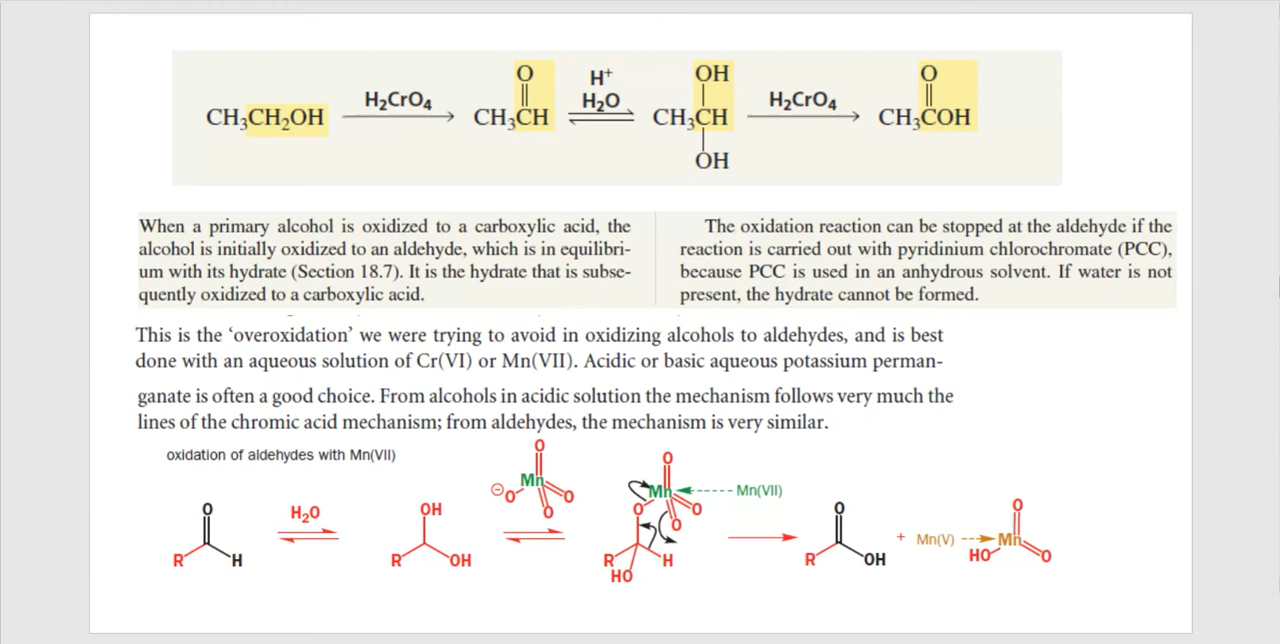 O H⁺ OH O
CH₃CH₂OH H₂CrO₄ CH₃CH H₂O CH₃CH H₂CrO₄ CH₃COH
OH
When a primary alcohol is oxidized to a carboxylic acid, the
alcohol is initially oxidized to an aldehyde, which is in equilibri-
um with its hydrate (Section 18.7). It is the hydrate that is subse-
quently oxidized to a carboxylic acid.
The oxidation reaction can be stopped at the aldehyde if the
reaction is carried out with pyridinium chlorochromate (PCC),
because PCC is used in an anhydrous solvent. If water is not
present, the hydrate cannot be formed.
This is the ‘overoxidation’ we were trying to avoid in oxidizing alcohols to aldehydes, and is best
done with an aqueous solution of Cr(VI) or Mn(VII). Acidic or basic aqueous potassium perman-
ganate is often a good choice. From alcohols in acidic solution the mechanism follows very much the
lines of the chromic acid mechanism; from aldehydes, the mechanism is very similar.
oxidation of aldehydes with Mn(VII)
O
R H
H₂O
OH
R OH
O
Mn
⊖O O
O
O
Mn Mn(VII)
O O
O
R H
HO
O
R OH
+ Mn(V)
O
Mn
HO O